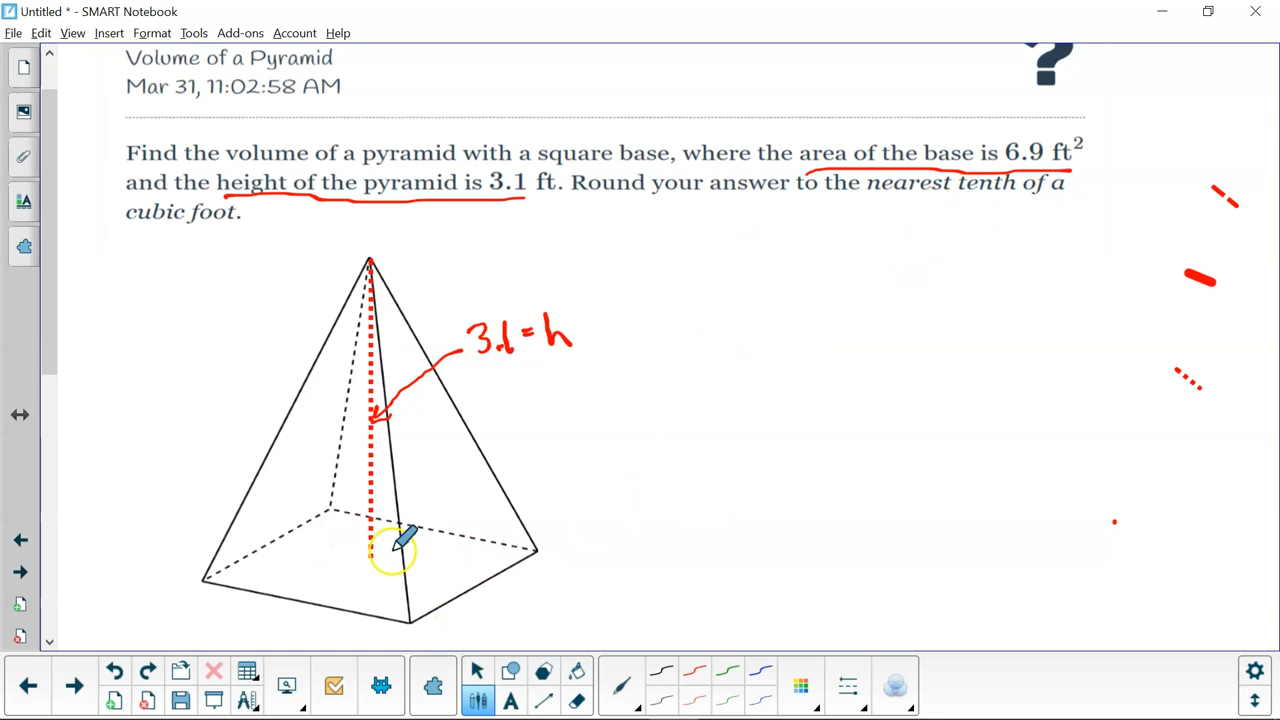 Untitled * - SMART Notebook
File Edit View Insert Format Tools Add-ons Account Help
Volume of a Pyramid
Mar 31, 11:02:58 AM
?
Find the volume of a pyramid with a square base, where the area of the base is 6.9 ft²
and the height of the pyramid is 3.1 ft. Round your answer to the nearest tenth of a
cubic foot.
3.1 = h